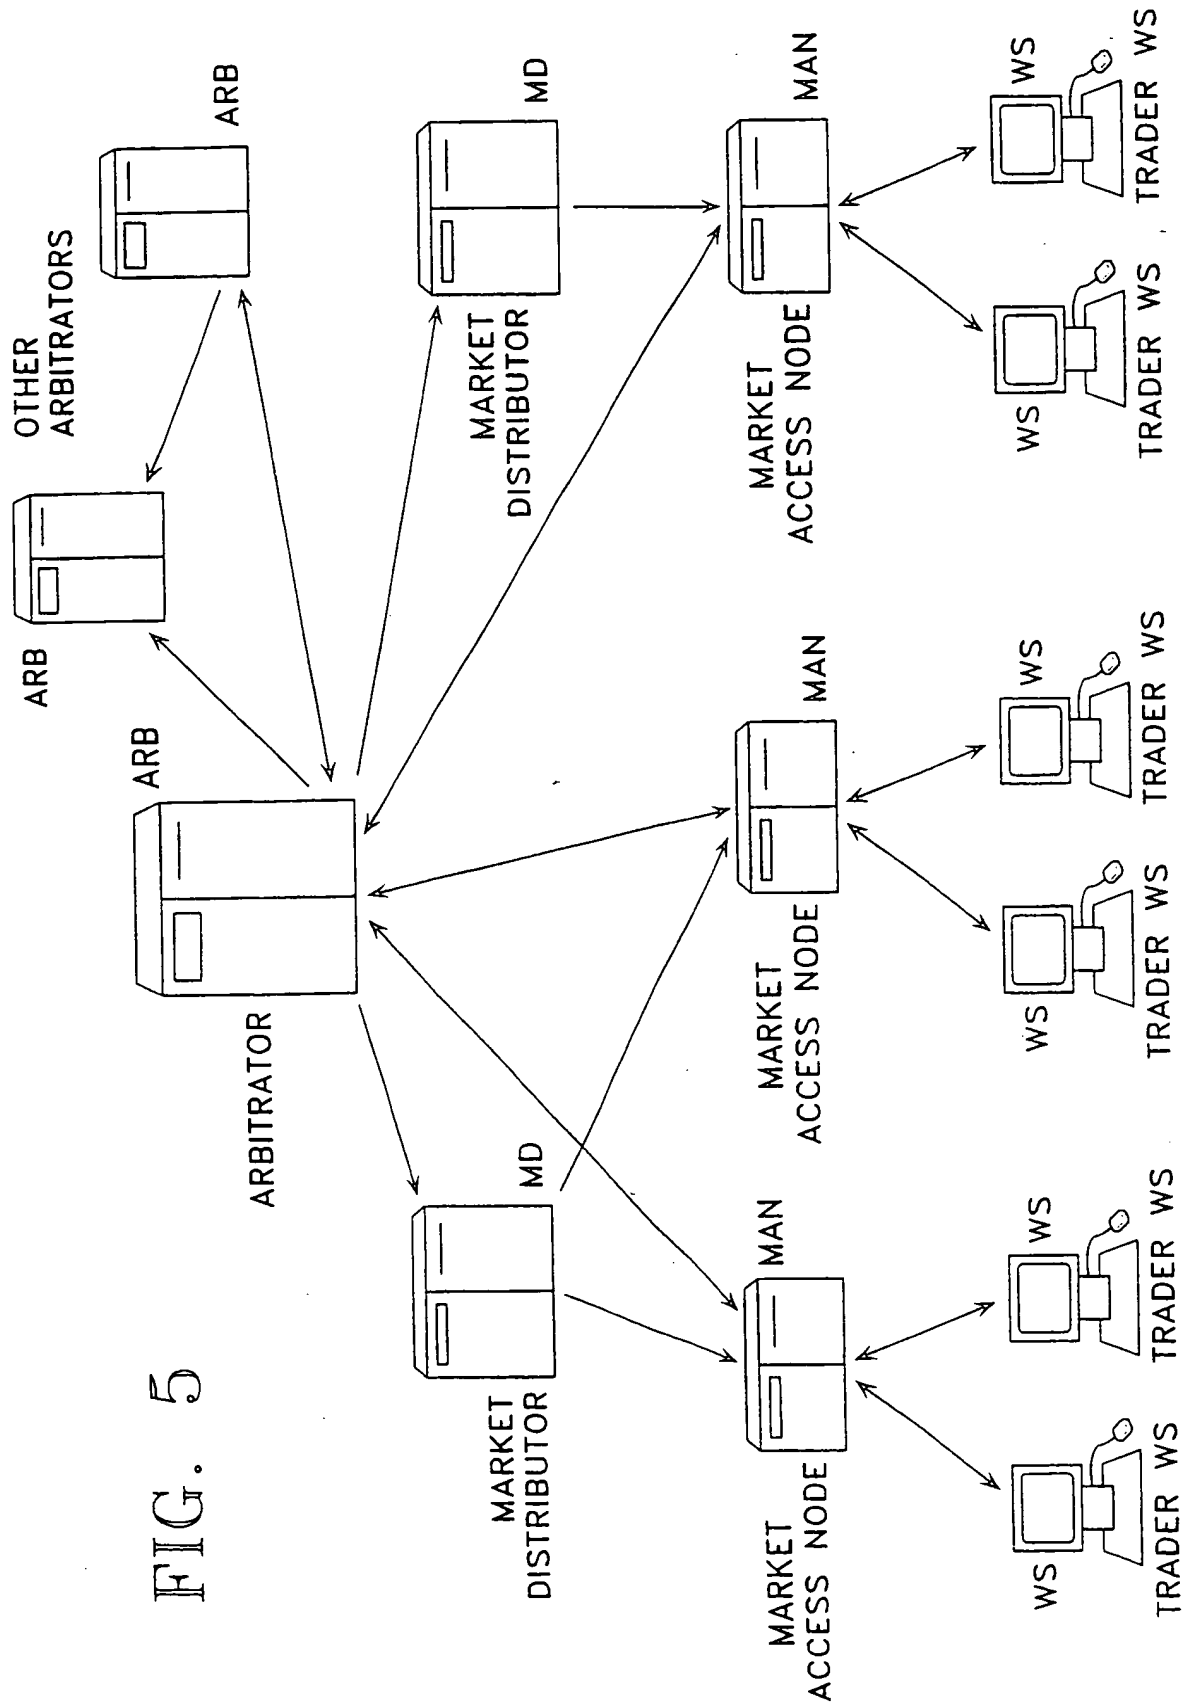 FIG. 5
OTHER
ARBITRATORS
ARB
ARB
ARB
ARBITRATOR
MARKET
DISTRIBUTOR
MD
MARKET
DISTRIBUTOR
MD
MARKET
ACCESS NODE
MAN
MARKET
ACCESS NODE
MAN
MARKET
ACCESS NODE
MAN
WS
TRADER WS
WS
TRADER WS
WS
TRADER WS
WS
TRADER WS
WS
TRADER WS
WS
TRADER WS